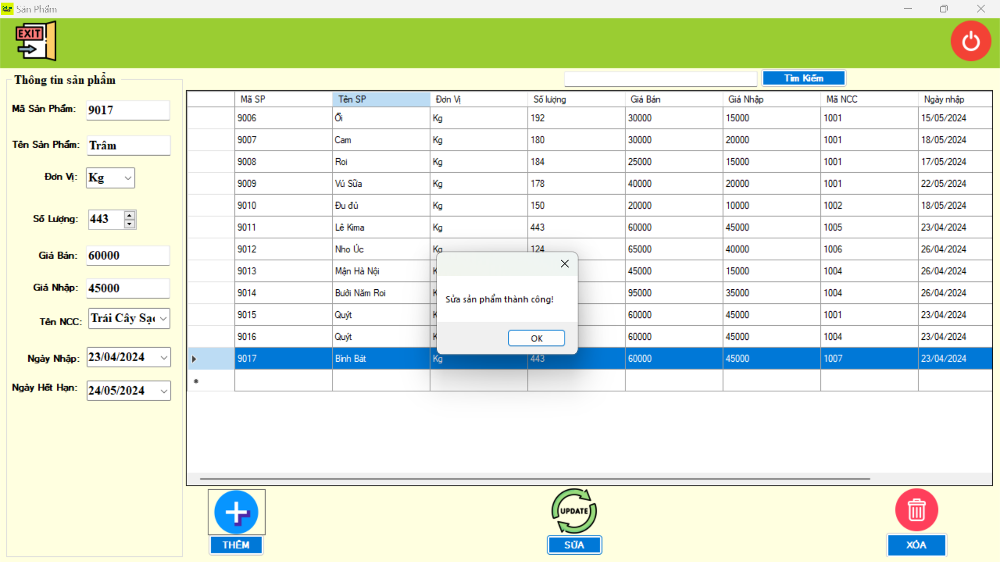 Sản Phẩm
EXIT
Thông tin sản phẩm
Tìm Kiếm
Mã Sản Phẩm: 9017
Tên Sản Phẩm: Trâm
Đơn Vị: Kg
Số Lượng: 443
Giá Bán: 60000
Giá Nhập: 45000
Tên NCC: Trái Cây Sạc
Ngày Nhập: 23/04/2024
Ngày Hết Hạn: 24/05/2024
Mã SP Tên SP Đơn Vị Số lượng Giá Bán Giá Nhập Mã NCC Ngày nhập
9006 Ổi Kg 192 30000 15000 1001 15/05/2024
9007 Cam Kg 180 30000 20000 1001 18/05/2024
9008 Roi Kg 184 25000 15000 1001 17/05/2024
9009 Vú Sữa Kg 178 40000 20000 1001 22/05/2024
9010 Đu đủ Kg 150 20000 10000 1002 18/05/2024
9011 Lê Kima Kg 443 60000 45000 1005 23/04/2024
9012 Nho Úc Kg 124 65000 40000 1006 26/04/2024
9013 Mận Hà Nội K 45000 15000 1004 26/04/2024
9014 Bưởi Năm Roi K 95000 35000 1004 26/04/2024
9015 Quýt K 60000 45000 1001 23/04/2024
9016 Quýt K 60000 45000 1004 23/04/2024
9017 Bình Bát Kg 443 60000 45000 1007 23/04/2024
Sửa sản phẩm thành công!
OK
UPDATE
THÊM
SỬA
XÓA